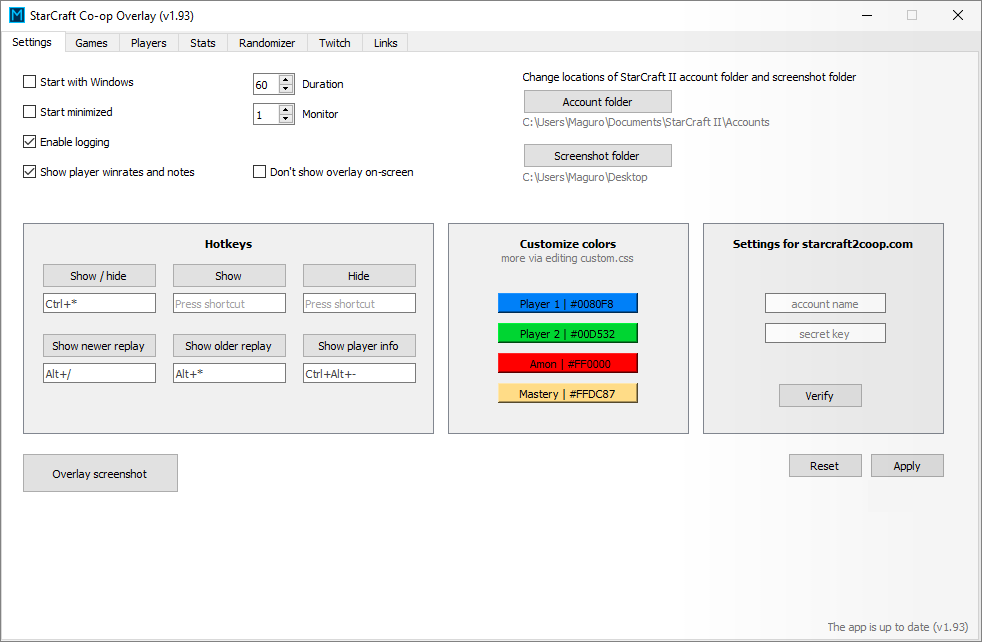 StarCraft Co-op Overlay (v1.93)
Settings Games Players Stats Randomizer Twitch Links
Start with Windows
60 Duration
Start minimized
1 Monitor
Enable logging
Show player winrates and notes
Don't show overlay on-screen
Change locations of StarCraft II account folder and screenshot folder
Account folder
C:\Users\Maguro\Documents\StarCraft II\Accounts
Screenshot folder
C:\Users\Maguro\Desktop
Hotkeys
Show / hide Show Hide
Ctrl+* Press shortcut Press shortcut
Show newer replay Show older replay Show player info
Alt+/ Alt+* Ctrl+Alt+-
Customize colors
more via editing custom.css
Player 1 | #0080F8
Player 2 | #00D532
Amon | #FF0000
Mastery | #FFDC87
Settings for starcraft2coop.com
account name
secret key
Verify
Overlay screenshot
Reset Apply
The app is up to date (v1.93)